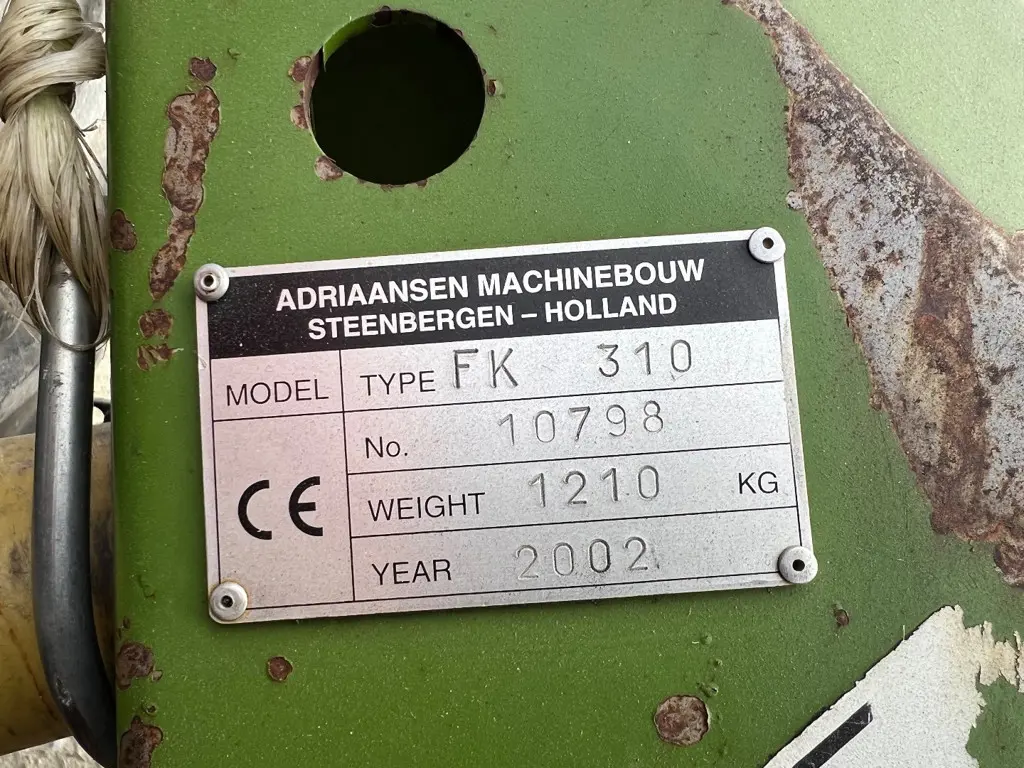 ADRIAANSEN MACHINEBOUW
STEENBERGEN – HOLLAND
MODEL TYPE FK 310
No. 10798
CE
WEIGHT 1210 KG
YEAR 2002